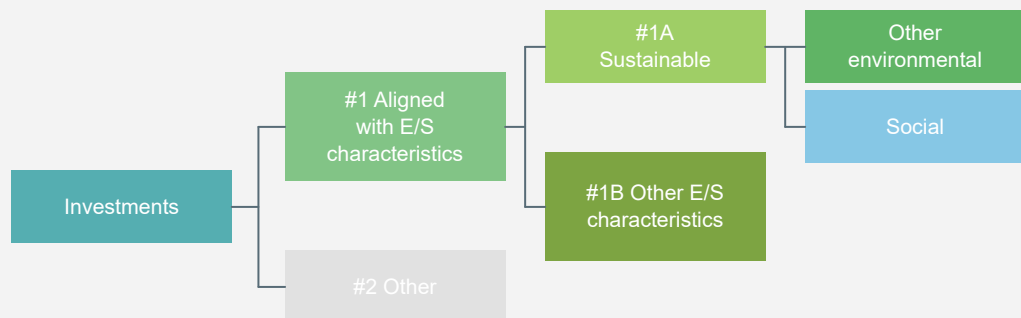 Investments
#1 Aligned
with E/S
characteristics
#2 Other
#1A
Sustainable
#1B Other E/S
characteristics
Other
environmental
Social